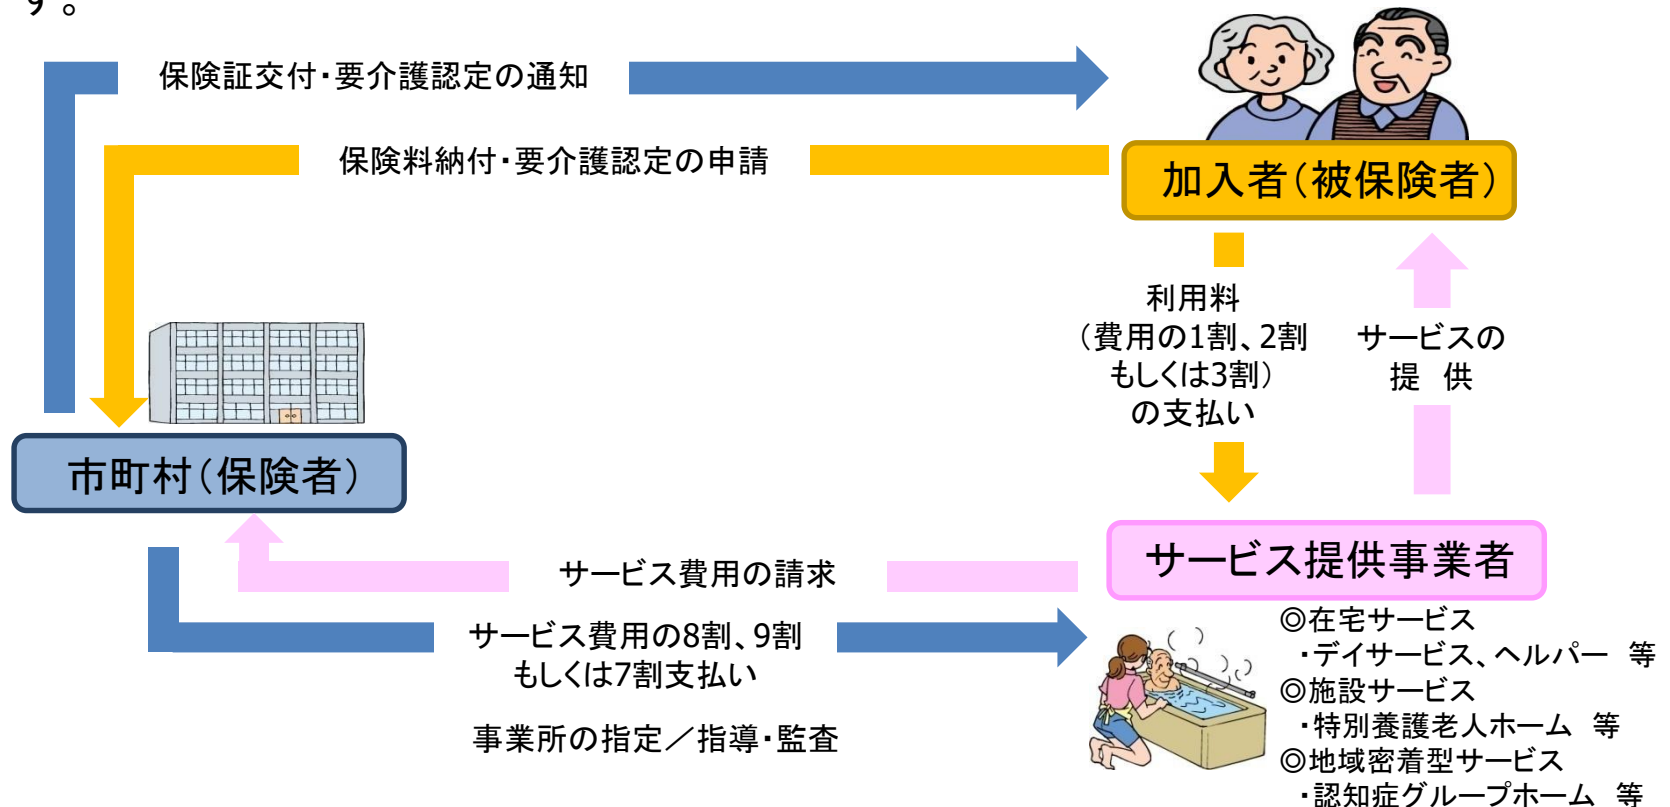 す。
保険証交付・要介護認定の通知
保険料納付・要介護認定の申請
加入者（被保険者）
利用料
（費用の1割、2割
もしくは3割）
の支払い
サービスの
提　供
市町村（保険者）
サービス提供事業者
サービス費用の請求
サービス費用の8割、9割
もしくは7割支払い
事業所の指定／指導・監査
◎在宅サービス
・デイサービス、ヘルパー　等
◎施設サービス
・特別養護老人ホーム　等
◎地域密着型サービス
・認知症グループホーム　等